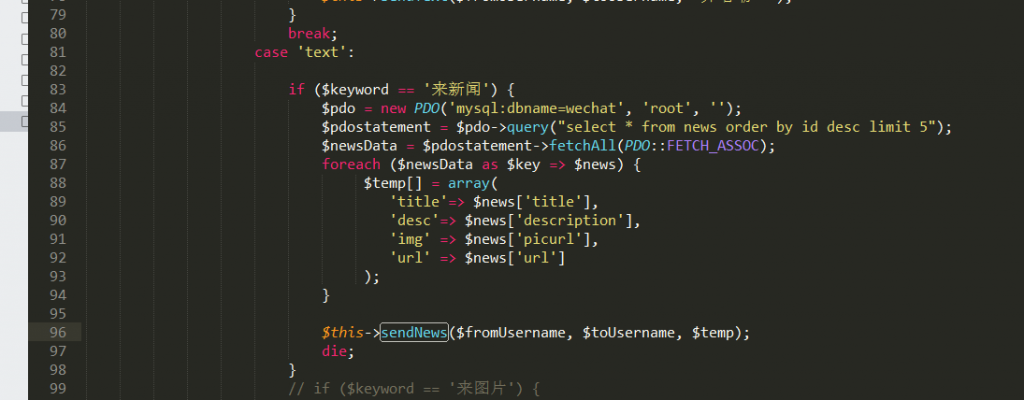 79 }
80 break;
81 case 'text':
82
83 if ($keyword == '来新闻') {
84 $pdo = new PDO('mysql:dbname=wechat', 'root', '');
85 $pdostatement = $pdo->query("select * from news order by id desc limit 5");
86 $newsData = $pdostatement->fetchAll(PDO::FETCH_ASSOC);
87 foreach ($newsData as $key => $news) {
88 $temp[] = array(
89 'title'=> $news['title'],
90 'desc'=> $news['description'],
91 'img' => $news['picurl'],
92 'url' => $news['url']
93 );
94 }
95
96 $this->sendNews($fromUsername, $toUsername, $temp);
97 die;
98 }
99 // if ($keyword == '来图片') {